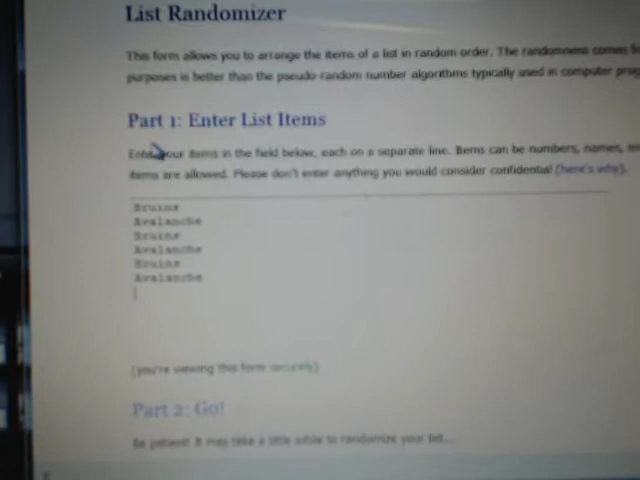 List Randomizer
This form allows you to arrange the items of a list in random order. The randomness comes
purposes is better than the pseudo-random number algorithms typically used in computer
Part 1: Enter List Items
Enter your items in the field below, each on a separate line. Items can be numbers, names,
items are allowed. Please don't enter anything you would consider confidential (here's why).
Bruins
Avalanche
Bruins
Avalanche
Bruins
Avalanche
(you're viewing this form securely)
Part 2: Go!
Be patient! It may take a little while to randomize your list...